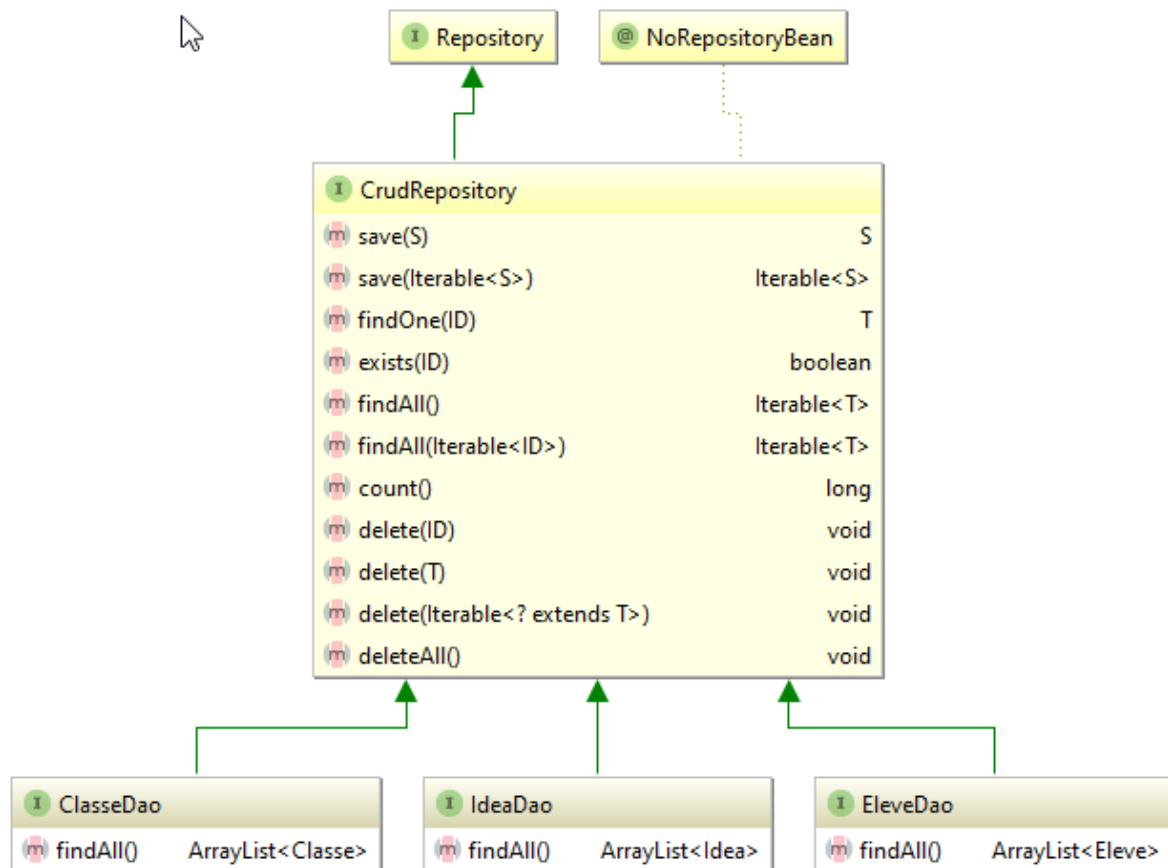 I Repository
@ NoRepositoryBean
I CrudRepository
m save(S) S
m save(Iterable<S>) Iterable<S>
m findOne(ID) T
m exists(ID) boolean
m findAll() Iterable<T>
m findAll(Iterable<ID>) Iterable<T>
m count() long
m delete(ID) void
m delete(T) void
m delete(Iterable<? extends T>) void
m deleteAll() void
I ClasseDao
m findAll() ArrayList<Classe>
I IdeaDao
m findAll() ArrayList<Idea>
I EleveDao
m findAll() ArrayList<Eleve>